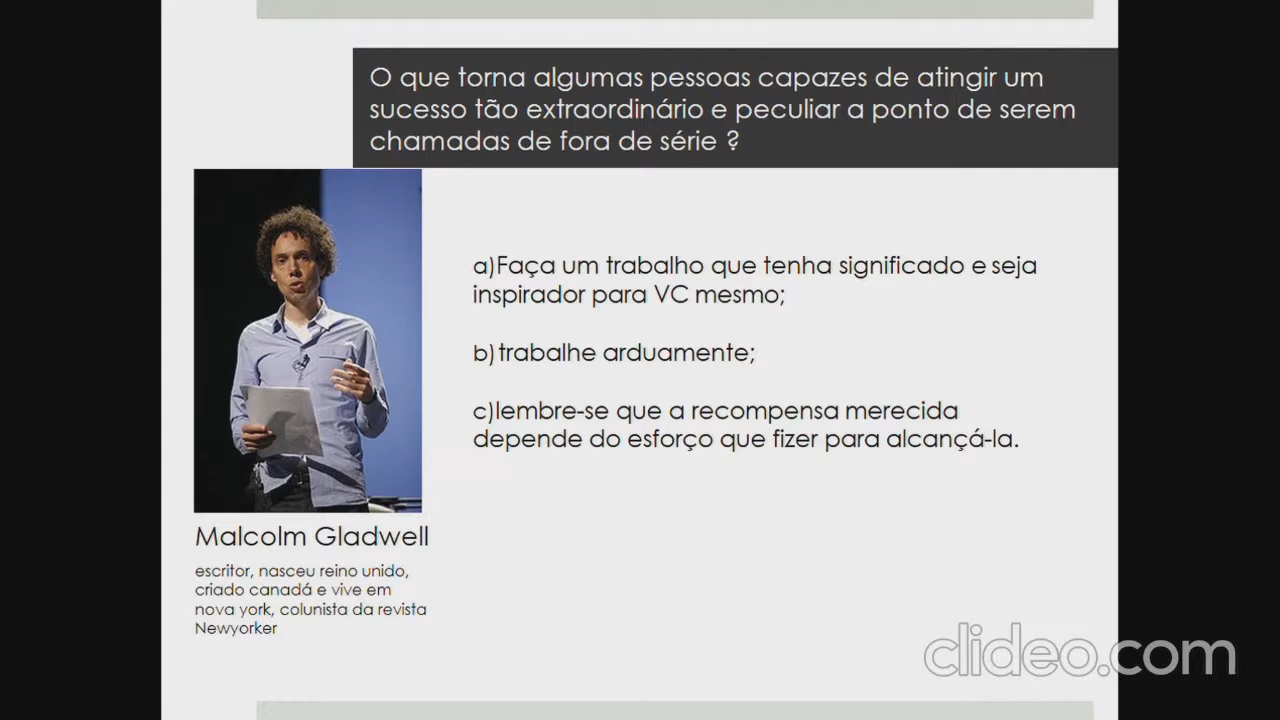 O que torna algumas pessoas capazes de atingir um
sucesso tão extraordinário e peculiar a ponto de serem
chamadas de fora de série ?
a)Faça um trabalho que tenha significado e seja
inspirador para VC mesmo;
b)trabalhe arduamente;
c)lembre-se que a recompensa merecida
depende do esforço que fizer para alcançá-la.
Malcolm Gladwell
escritor, nasceu reino unido,
criado canadá e vive em
nova york, colunista da revista
Newyorker
clideo.com